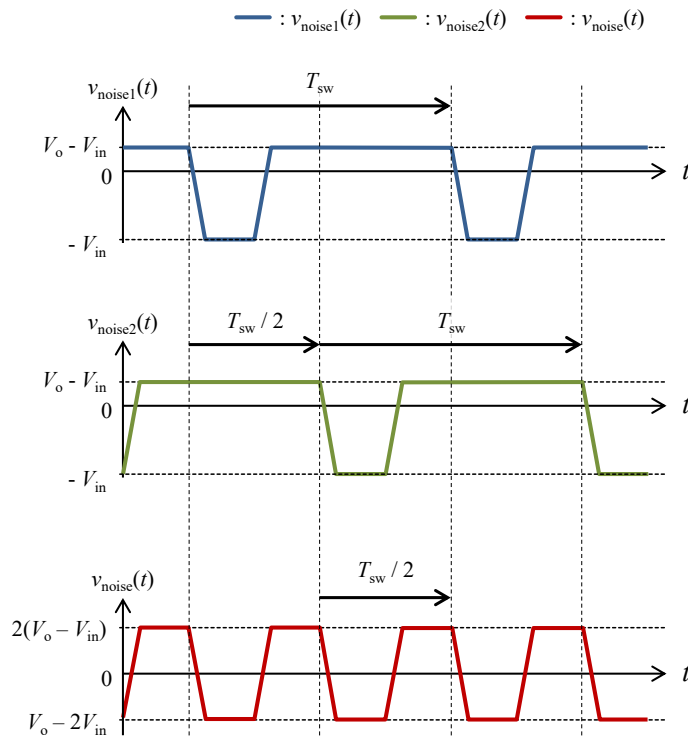 : v_noise1(t) : v_noise2(t) : v_noise(t)
v_noise1(t)
T_sw
V_o - V_in
0
t
- V_in
v_noise2(t)
T_sw / 2
T_sw
V_o - V_in
0
t
- V_in
v_noise(t)
T_sw / 2
2(V_o – V_in)
0
t
V_o – 2V_in